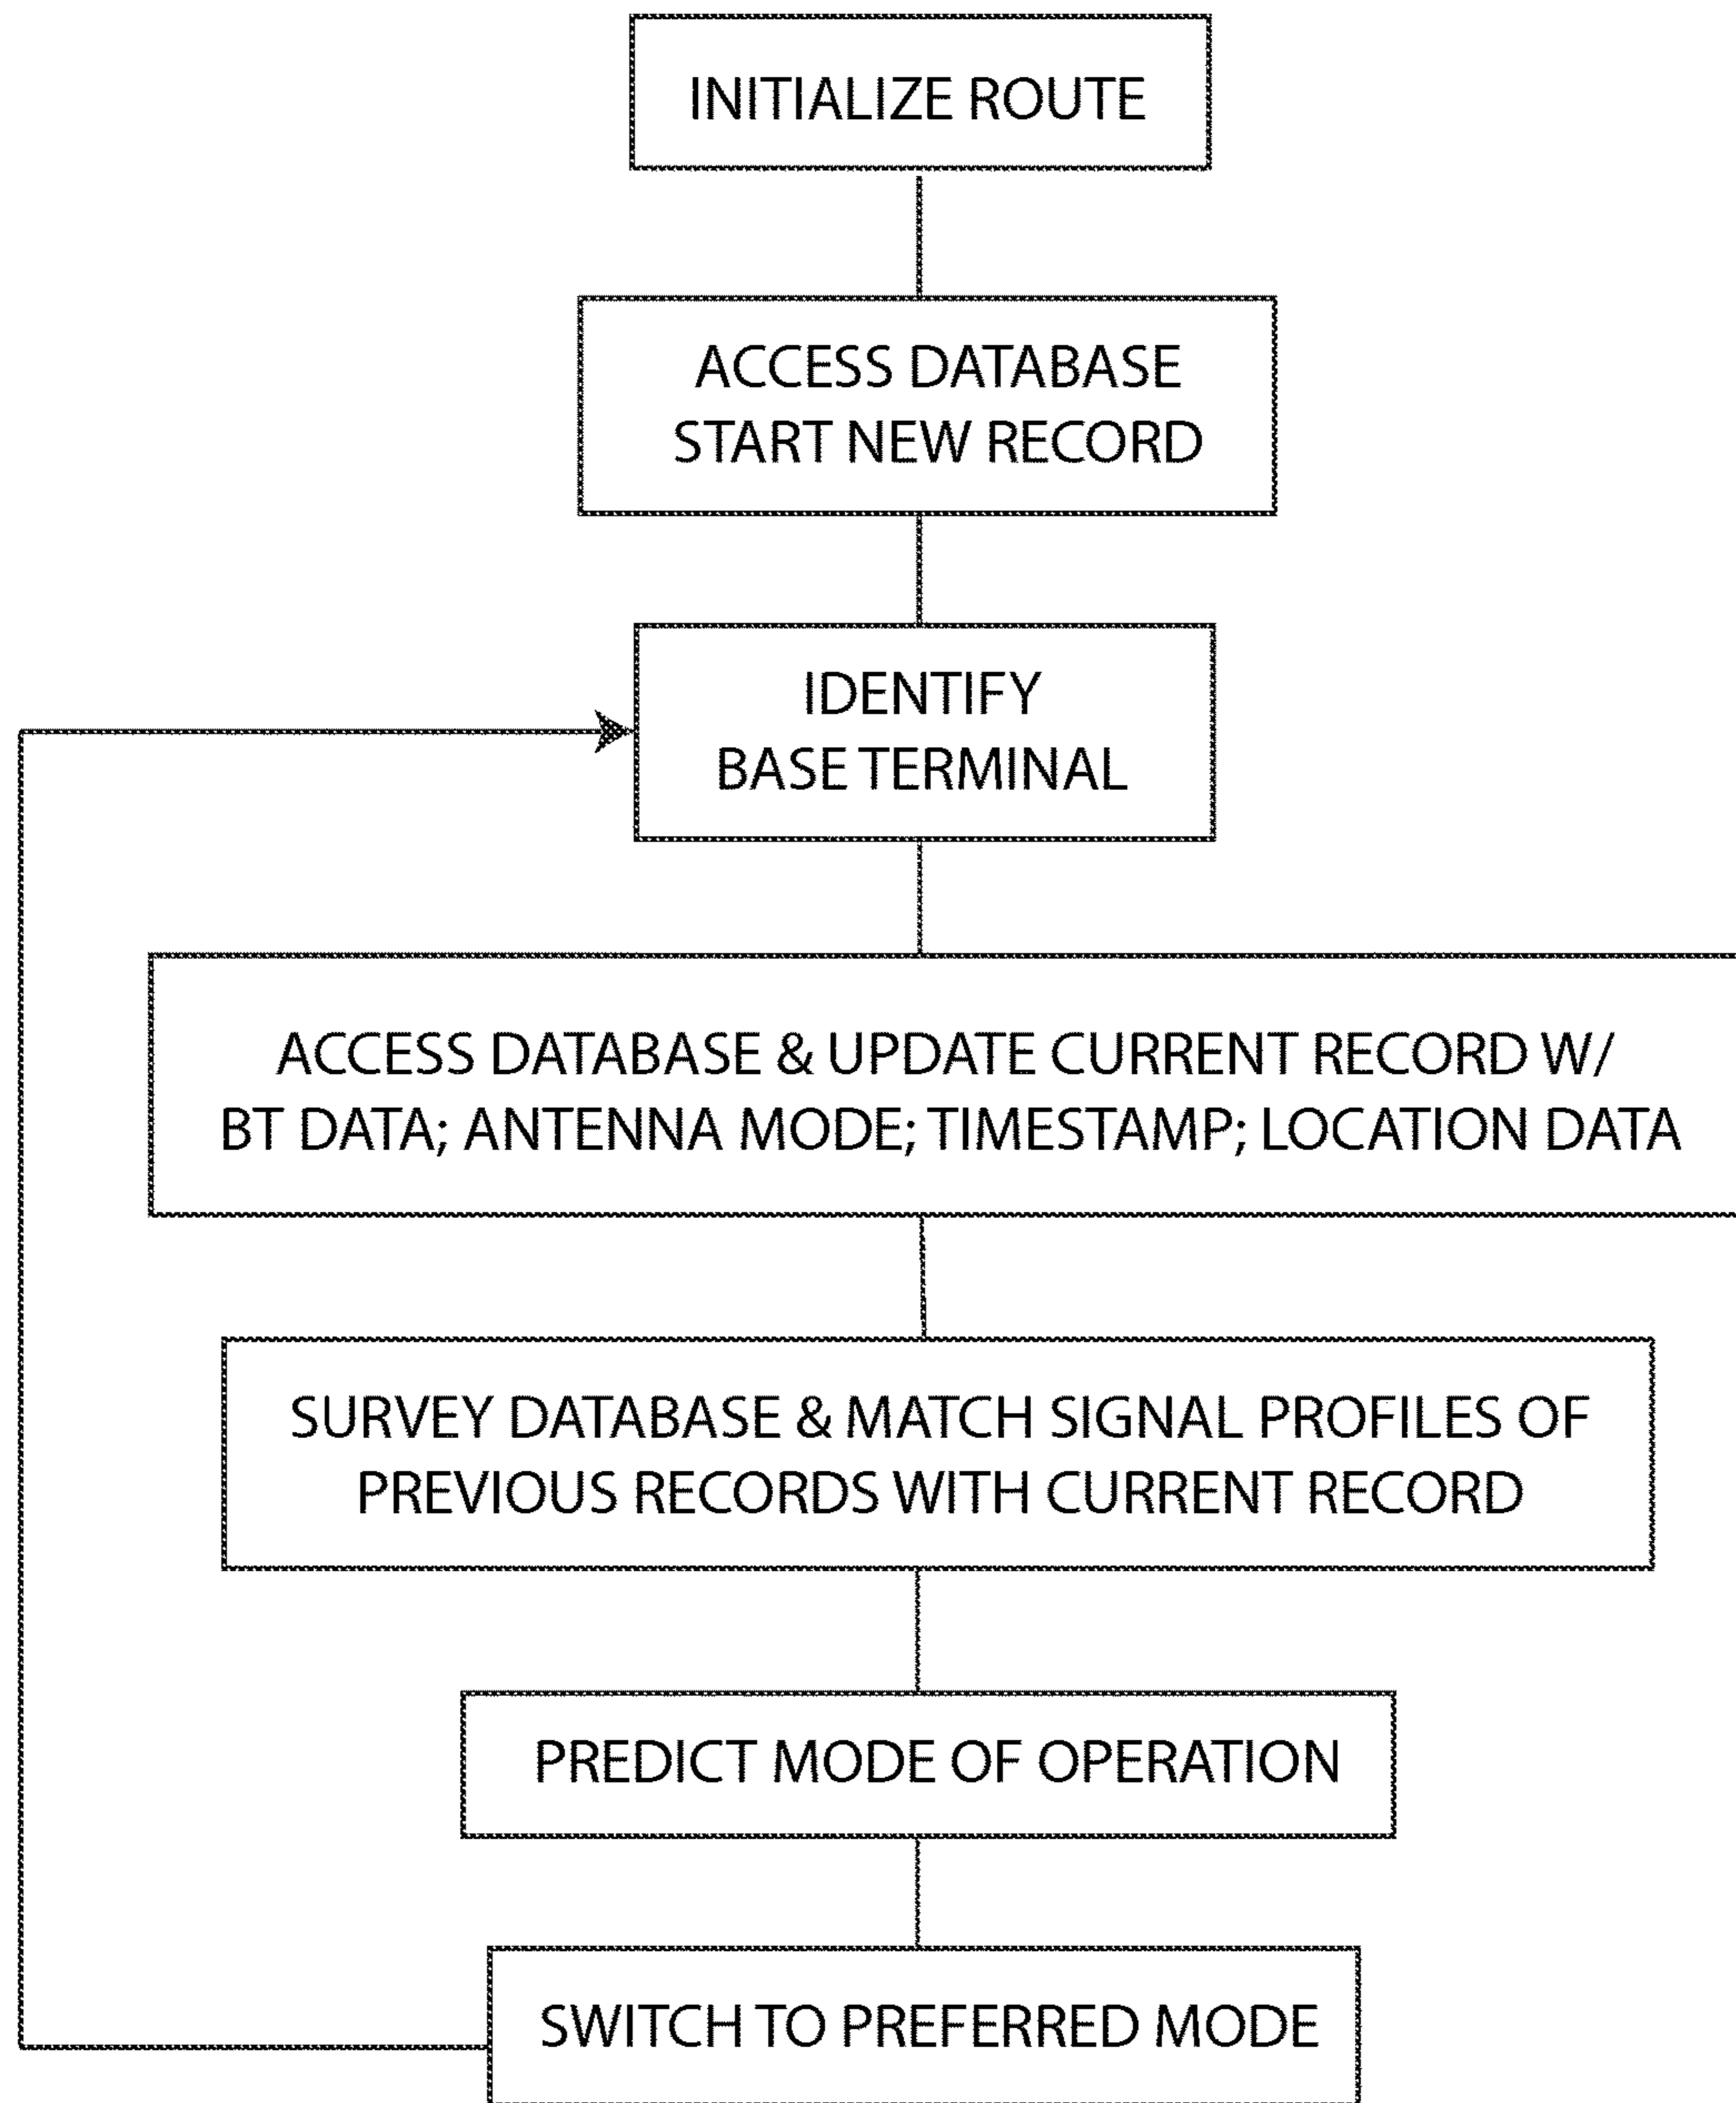 INITIALIZE ROUTE
ACCESS DATABASE
START NEW RECORD
IDENTIFY
BASE TERMINAL
ACCESS DATABASE & UPDATE CURRENT RECORD W/
BT DATA; ANTENNA MODE; TIMESTAMP; LOCATION DATA
SURVEY DATABASE & MATCH SIGNAL PROFILES OF
PREVIOUS RECORDS WITH CURRENT RECORD
PREDICT MODE OF OPERATION
SWITCH TO PREFERRED MODE